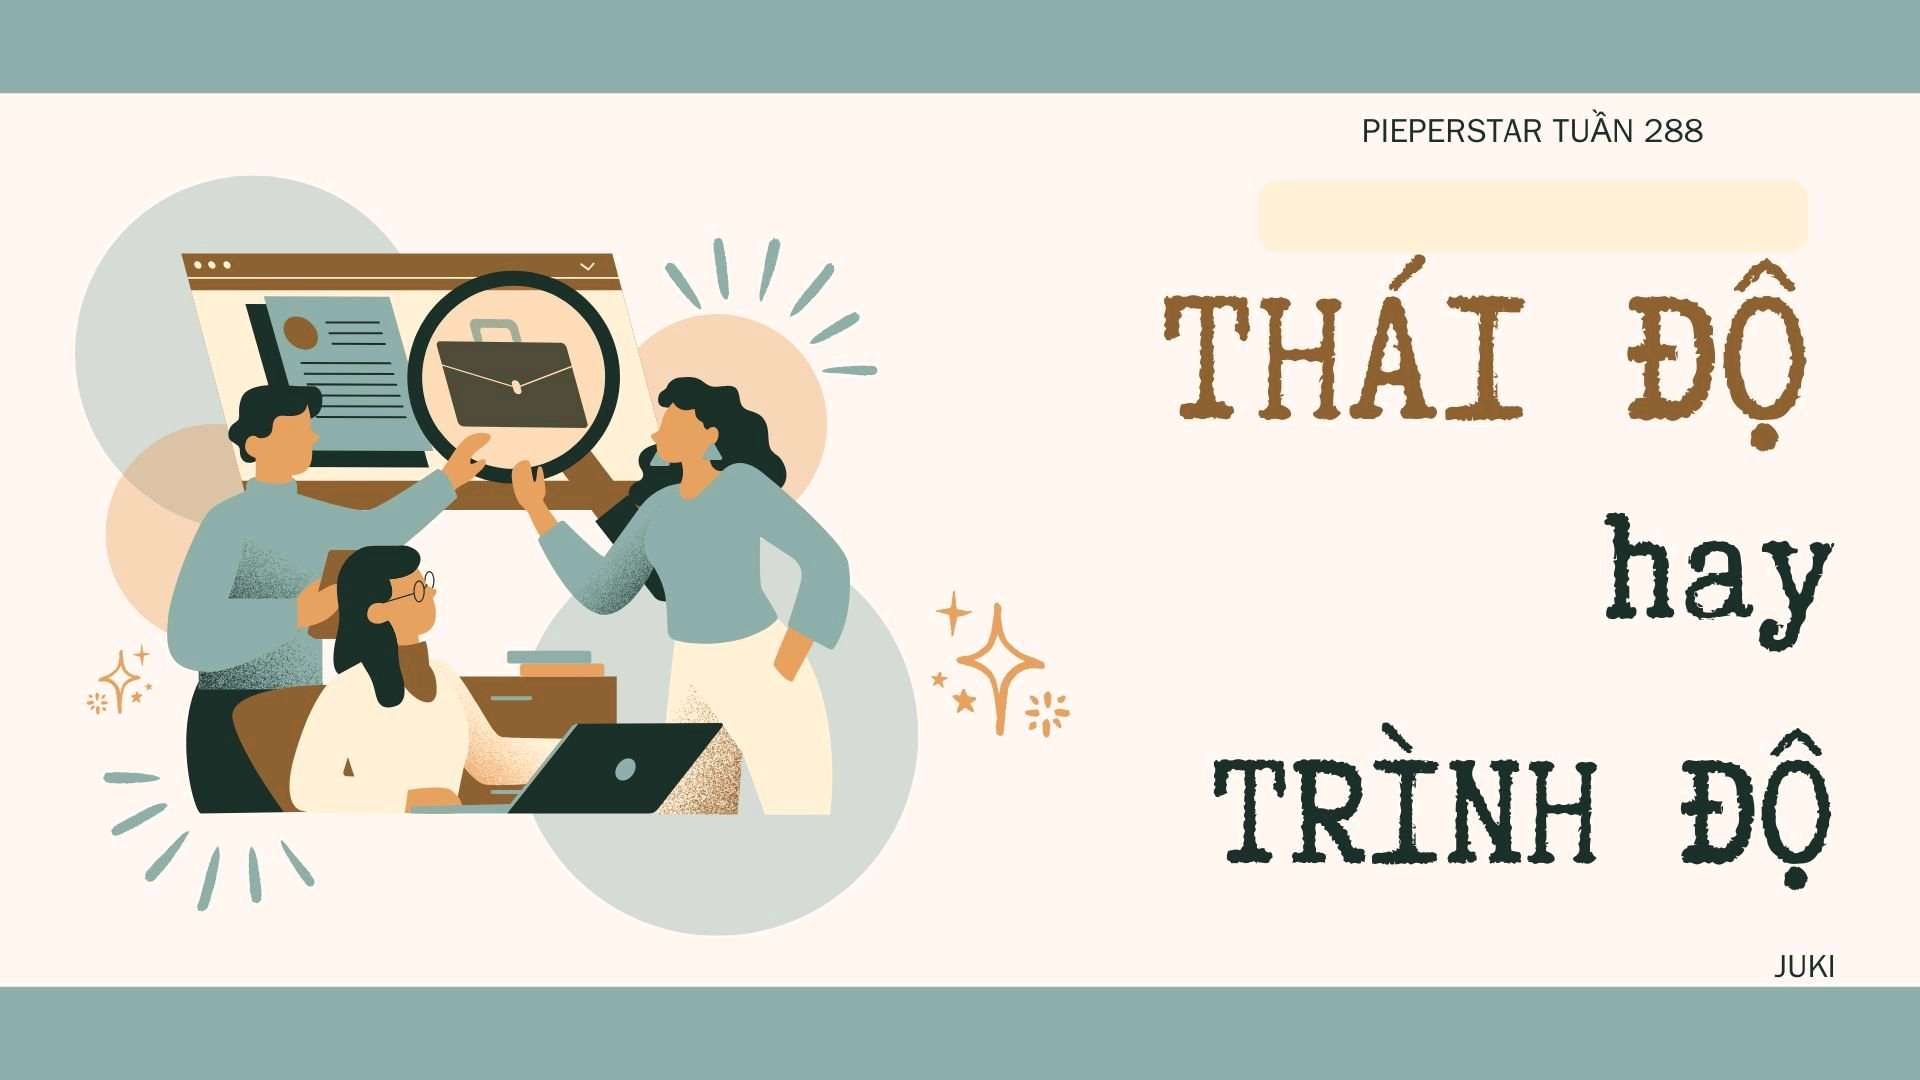 PIEPERSTAR TUẦN 288
THÁI ĐỘ
hay
TRÌNH ĐỘ
JUKI